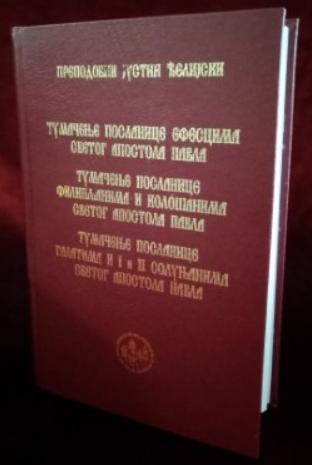 ПРЕПОДОБНИ ЈУСТИН ЋЕЛИЈСКИ
ТУМАЧЕЊЕ ПОСЛАНИЦЕ ЕФЕСЦИМА
СВЕТОГ АПОСТОЛА ПАВЛА
ТУМАЧЕЊЕ ПОСЛАНИЦЕ
ФИЛИПЉАНИМА И КОЛОШАНИМА
СВЕТОГ АПОСТОЛА ПАВЛА
ТУМАЧЕЊЕ ПОСЛАНИЦЕ
ГАЛАТИМА И I и II СОЛУЊАНИМА
СВЕТОГ АПОСТОЛА ПАВЛА